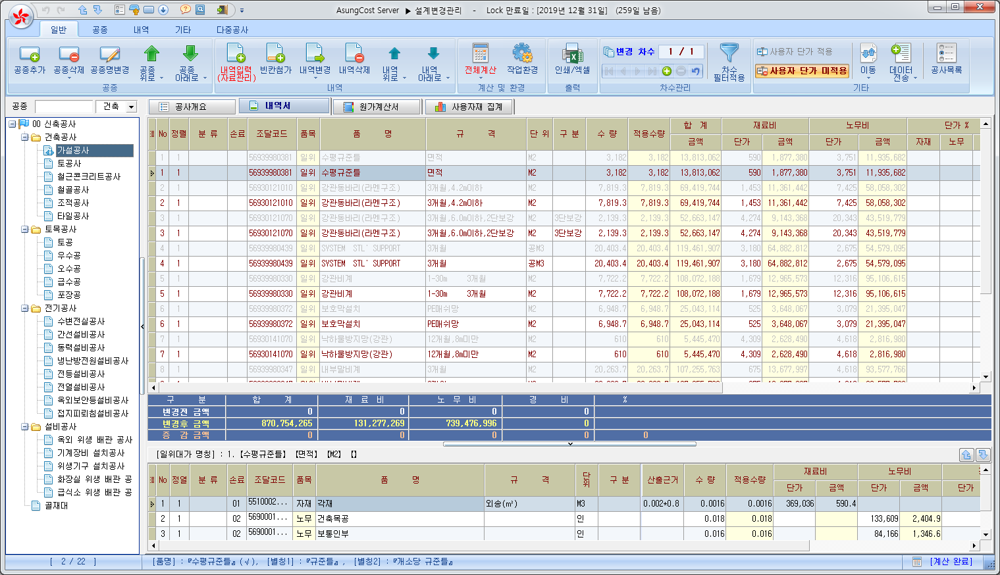 AsungCost Server ▶ 설계변경관리 - Lock 만료일 : [2019년 12월 31일] (259일 남음)
일반 공종 내역 기타 다중공사
공종추가 공종삭제 공종명변경 공종 위로 공종 아래로
공종
내역입력 (자료관리) 빈칸첨가 내역변경 내역삭제 내역 위로 내역 아래로
내역
전체계산 작업환경
계산 및 환경
인쇄/엑셀
출력
변경 차수 1 / 1 차수 필터적용
차수관리
사용자 단가 적용
사용자 단가 미적용
이동 데이터 전송 공사목록
기타
공종 건축
공사개요 내역서 원가계산서 사용자재 집계
00 신축공사
건축공사
가설공사
토공사
철근콘크리트공사
철골공사
조적공사
타일공사
토목공사
토공
우수공
오수공
급수공
포장공
전기공사
수변전실공사
간선설비공사
동력설비공사
냉난방전원설비공사
전등설비공사
전열설비공사
옥외보안등설비공사
접지피뢰침설비공사
설비공사
옥외 위생 배관 공사
기계장비 설치공사
위생기구 설치공사
화장실 위생 배관 공
급식소 위생 배관 공
골재대
No 정렬 분 류 손료 조달코드 품목 품 명 규 격 단 위 구 분 수 량 적용수량 합 계 재료비 노무비 단가 %
금액 단가 금액 단가 금액 자재 노무
1 1 56939980381 일위 수평규준틀 면적 M2 3,182 3,182 13,813,062 590 1,877,380 3,751 11,935,682
1 1 56939980381 일위 수평규준틀 면적 M2 3,182 3,182 13,813,062 590 1,877,380 3,751 11,935,682
2 1 56930121010 일위 강관동바리(라멘구조) 3개월,4.2m이하 M2 7,819.3 7,819.3 69,419,744 1,453 11,361,442 7,425 58,058,302
2 1 56930121010 일위 강관동바리(라멘구조) 3개월,4.2m이하 M2 7,819.3 7,819.3 69,419,744 1,453 11,361,442 7,425 58,058,302
3 1 56930121070 일위 강관동바리(라멘구조) 3개월,6.0m이하,2단보강 M2 3단보강 2,139.3 2,139.3 52,663,147 4,274 9,143,368 20,343 43,519,779
3 1 56930121070 일위 강관동바리(라멘구조) 3개월,6.0m이하,2단보강 M2 3단보강 2,139.3 2,139.3 52,663,147 4,274 9,143,368 20,343 43,519,779
4 1 56939980439 일위 SYSTEM STL' SUPPORT 3개월 공M3 20,403.4 20,403.4 119,461,907 3,180 64,882,812 2,675 54,579,095
4 1 56939980439 일위 SYSTEM STL' SUPPORT 3개월 공M3 20,403.4 20,403.4 119,461,907 3,180 64,882,812 2,675 54,579,095
5 1 56939980330 일위 강관비계 1-30m 3개월 M2 7,722.2 7,722.2 108,072,188 1,679 12,965,573 12,316 95,106,615
5 1 56939980330 일위 강관비계 1-30m 3개월 M2 7,722.2 7,722.2 108,072,188 1,679 12,965,573 12,316 95,106,615
6 1 56939980372 일위 보호막설치 PE매쉬망 M2 6,948.7 6,948.7 25,043,114 525 3,648,067 3,079 21,395,047
6 1 56939980372 일위 보호막설치 PE매쉬망 M2 6,948.7 6,948.7 25,043,114 525 3,648,067 3,079 21,395,047
7 1 56930141070 일위 낙하물방지망(강관) 12개월,8m미만 M2 610 610 5,445,470 4,309 2,628,490 4,618 2,816,980
7 1 56930141070 일위 낙하물방지망(강관) 12개월,8m미만 M2 610 610 5,445,470 4,309 2,628,490 4,618 2,816,980
8 1 56939980347 일위 내부말비계 3개월 M2 20,263.7 20,263.7 107,255,763 675 13,677,997 4,618 93,577,766
구 분 합 계 재 료 비 노 무 비 경 비 %
변경전 금액 0 0 0 0
변경후 금액 870,754,265 131,277,269 739,476,996 0
증 감 금액 0 0 0 0 0
[일위대가 명칭] : 1. 【수평규준틀】 【면적】 【M2】 【】
No 정열 분 류 손료 조달코드 품목 품 명 규 격 단위 구 분 산출근거 수 량 적용수량 재료비 노무비
단가 금액 단가 금액 단가
1 1 01 5510002... 자재 각재 외송(㎥) M3 0.002*0.8 0.0016 0.0016 369,036 590.4
2 1 02 5690001... 노무 건축목공 인 0.018 0.018 133,609 2,404.9
3 1 02 5690001... 노무 보통인부 인 0.016 0.016 84,166 1,346.6
[ 2 / 22 ] [품명] : 『수평규준틀』(√), [별칭1] : 『규준틀』, [별칭2] : 『개소당 규준틀』 [계산 완료]